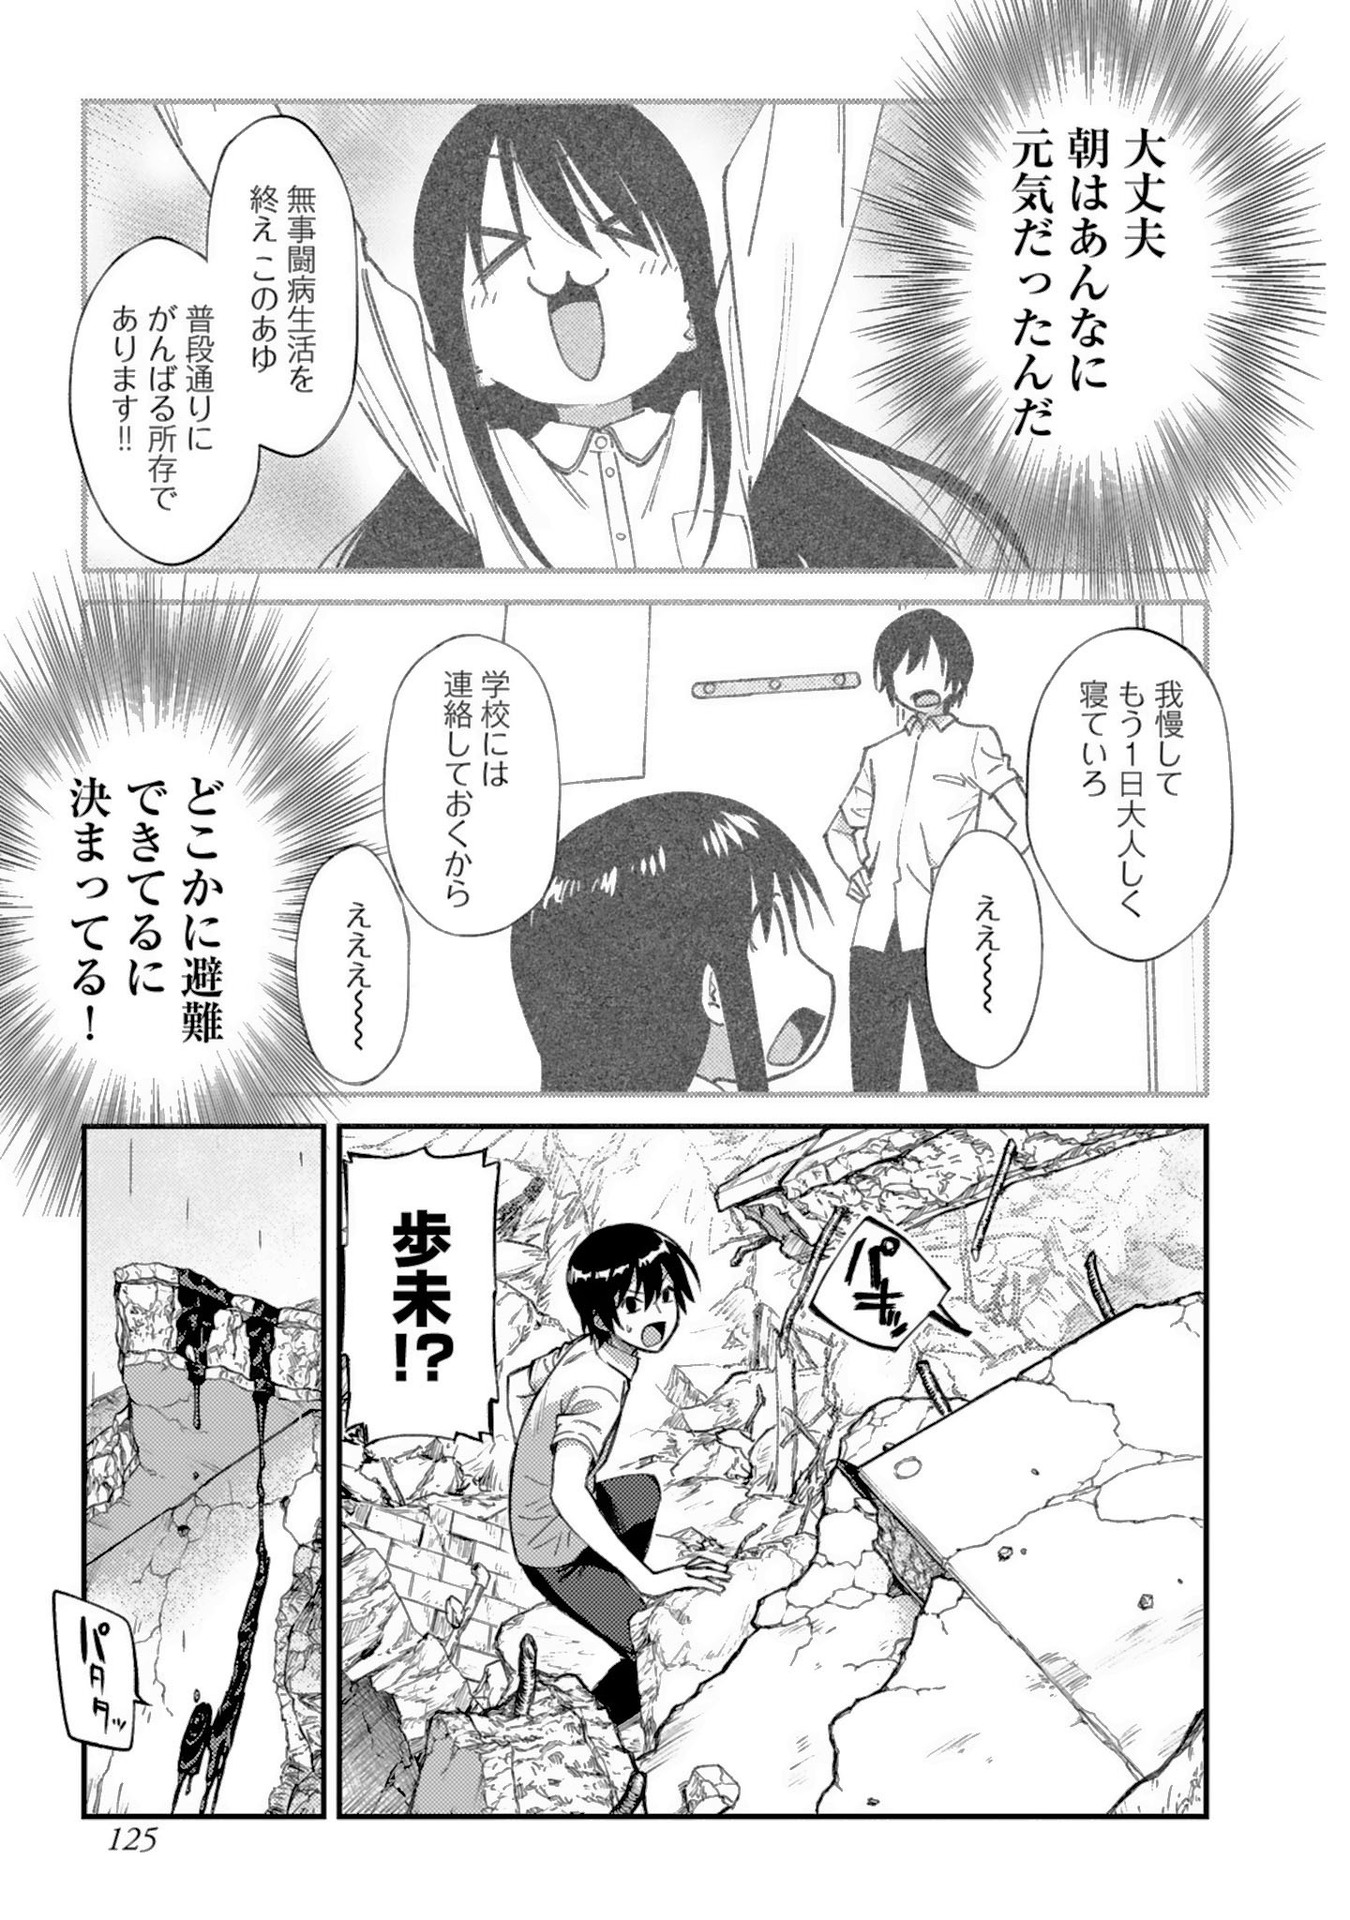 大丈夫
朝はあんなに
元気だったんだ
無事闘病生活を
終え このあゆ
普段通りに
がんばる所存で
あります!!
我慢して
もう1日大人しく
寝ていろ
ええ〜〜
学校には
連絡しておくから
えええ〜〜
どこかに避難
できてるに
決まってる！
パキッ
歩未!?
パタタッ
125